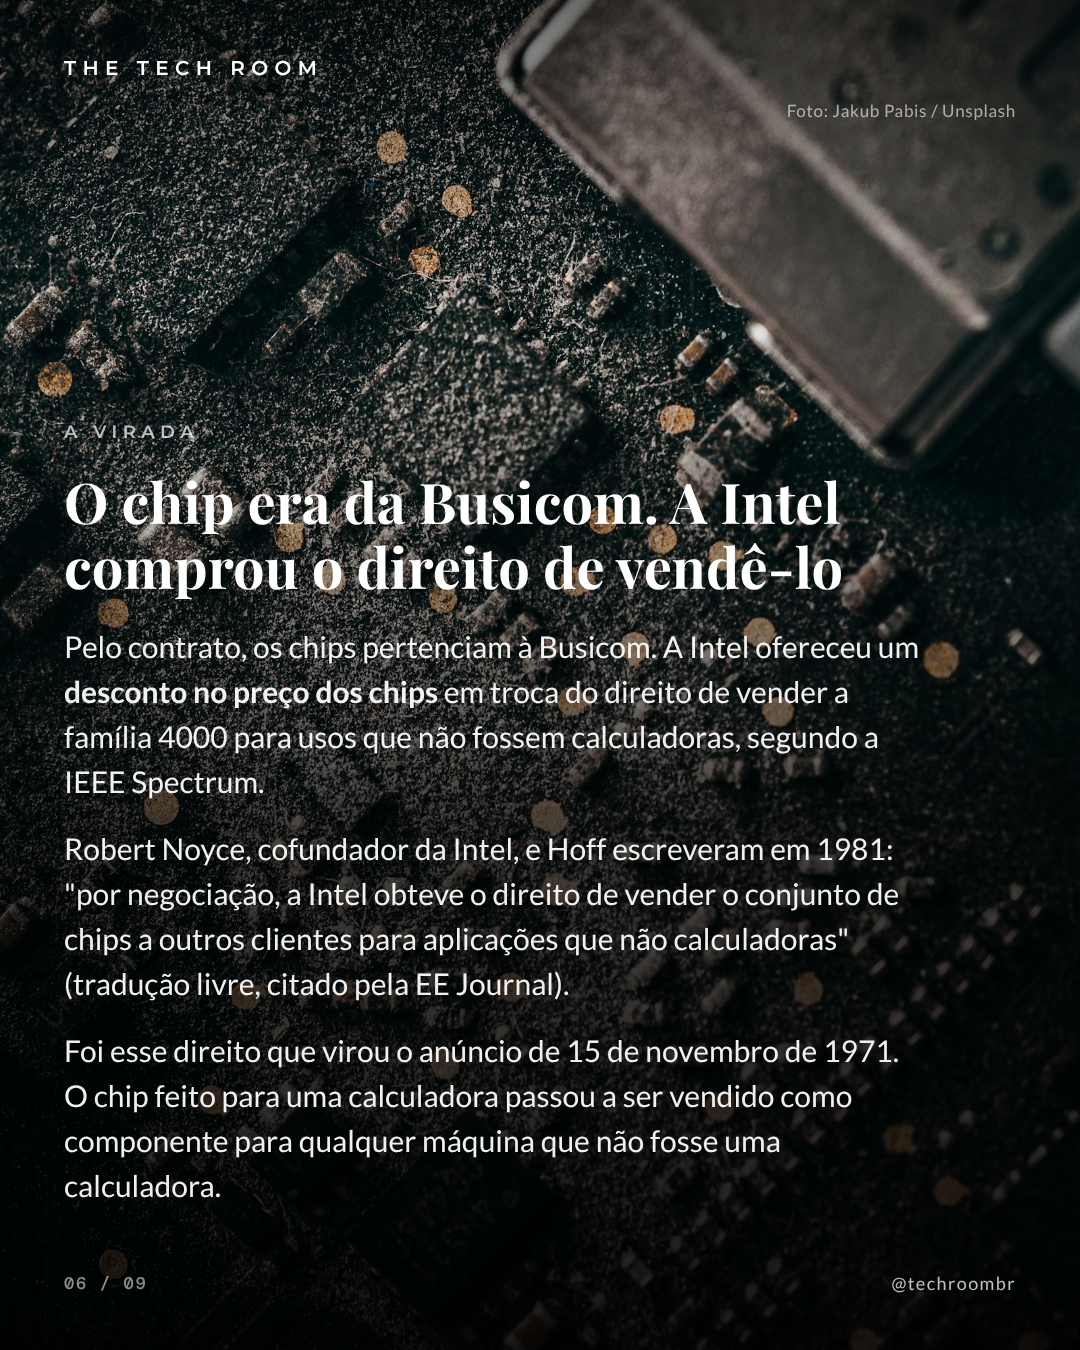 THE TECH ROOM
Foto: Jakub Pabis / Unsplash
A VIRADA
O chip era da Busicom. A Intel
comprou o direito de vendê-lo
Pelo contrato, os chips pertenciam à Busicom. A Intel ofereceu um
desconto no preço dos chips em troca do direito de vender a
família 4000 para usos que não fossem calculadoras, segundo a
IEEE Spectrum.
Robert Noyce, cofundador da Intel, e Hoff escreveram em 1981:
"por negociação, a Intel obteve o direito de vender o conjunto de
chips a outros clientes para aplicações que não calculadoras"
(tradução livre, citado pela EE Journal).
Foi esse direito que virou o anúncio de 15 de novembro de 1971.
O chip feito para uma calculadora passou a ser vendido como
componente para qualquer máquina que não fosse uma
calculadora.
06 / 09
@techroombr